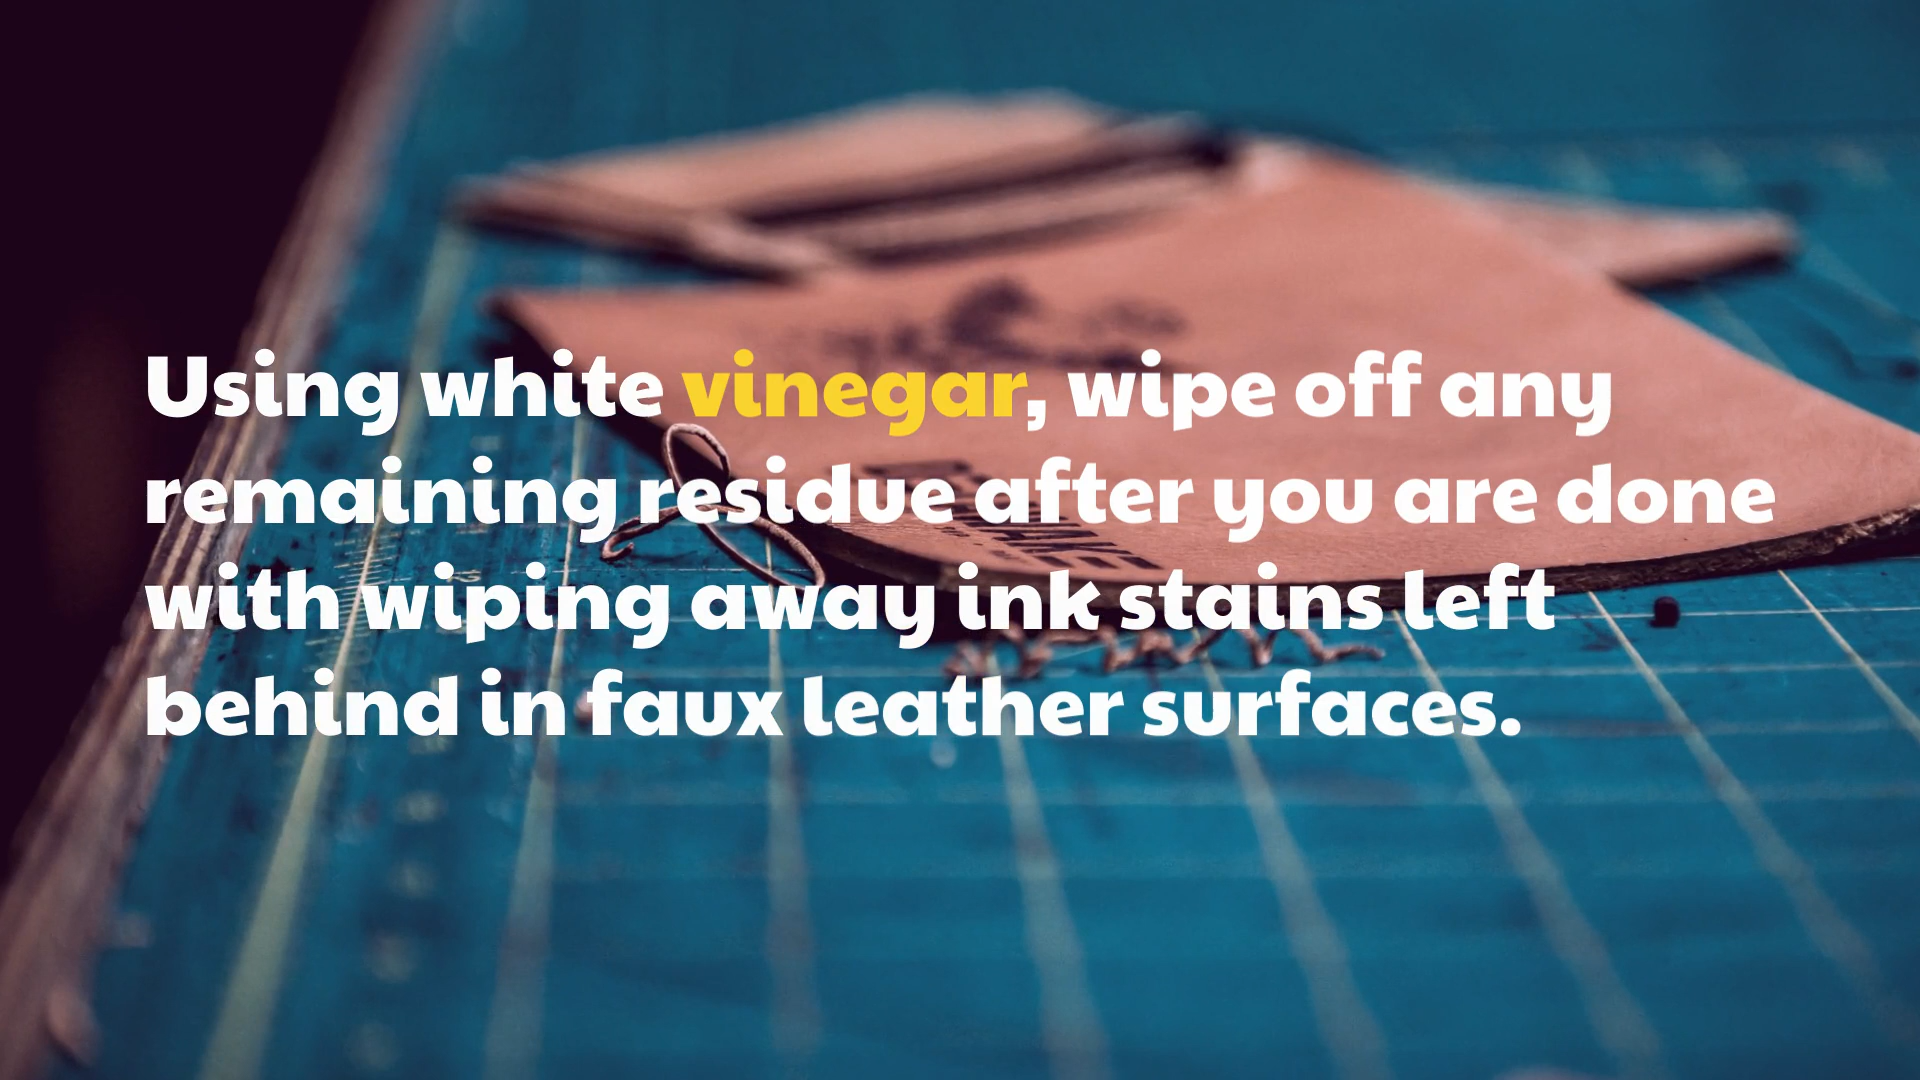 Using white vinegar, wipe off any
remaining residue after you are done
with wiping away ink stains left
behind in faux leather surfaces.